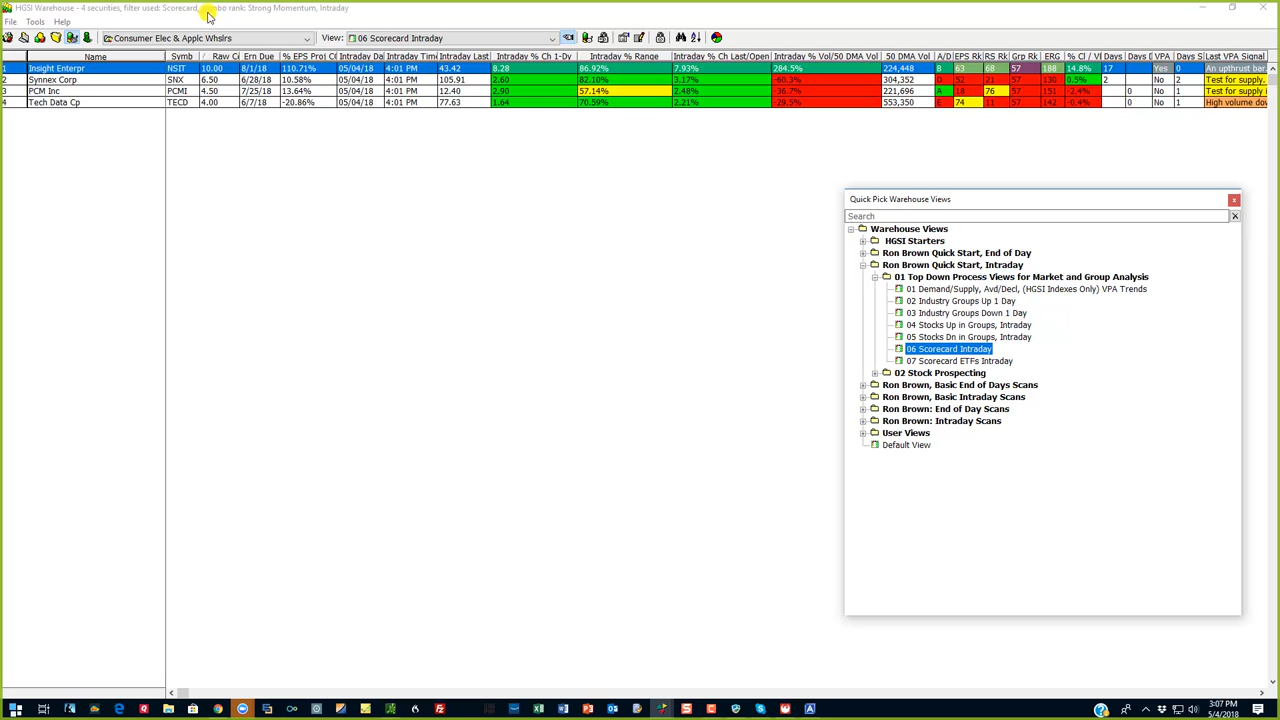 HGSI Warehouse - 4 securities, filter used: Scorecard, combo rank: Strong Momentum, Intraday
File Tools Help
Consumer Elec & Applc Whslrs View: 06 Scorecard Intraday
Name Symb Raw C Ern Due % EPS Proj C Intraday Da Intraday Time Intraday Last Intraday % Ch 1-Dy Intraday % Range Intraday % Ch Last/Open Intraday % Vol/50 DMA Vol 50 DMA Vol A/D EPS Rk RS Rk Grp Rk ERG % Cl / VI Days Days D VPA Days S Last VPA Signal
1 Insight Enterpr NSIT 10.00 8/1/18 110.71% 05/04/18 4:01 PM 43.42 8.28 86.92% 7.93% 284.5% 224,448 B 63 68 57 188 14.8% 17 Yes 0 An upthrust bar
2 Synnex Corp SNX 6.50 6/28/18 10.58% 05/04/18 4:01 PM 105.91 2.60 82.10% 3.17% -60.3% 304,352 D 52 21 57 130 0.5% 2 No 2 Test for supply.
3 PCM Inc PCMI 4.50 7/25/18 13.64% 05/04/18 4:01 PM 12.40 2.90 57.14% 2.48% -36.7% 221,696 A 18 76 57 151 -2.4% 0 No 1 Test for supply i
4 Tech Data Cp TECD 4.00 6/7/18 -20.86% 05/04/18 4:01 PM 77.63 1.64 70.59% 2.21% -29.5% 553,350 E 74 11 57 142 -0.4% 0 No 1 High volume dow
Quick Pick Warehouse Views
Search
Warehouse Views
HGSI Starters
Ron Brown Quick Start, End of Day
Ron Brown Quick Start, Intraday
01 Top Down Process Views for Market and Group Analysis
01 Demand/Supply, Avd/Decl, (HGSI Indexes Only) VPA Trends
02 Industry Groups Up 1 Day
03 Industry Groups Down 1 Day
04 Stocks Up in Groups, Intraday
05 Stocks Dn in Groups, Intraday
06 Scorecard Intraday
07 Scorecard ETFs Intraday
02 Stock Prospecting
Ron Brown, Basic End of Days Scans
Ron Brown, Basic Intraday Scans
Ron Brown: End of Day Scans
Ron Brown: Intraday Scans
User Views
Default View
3:07 PM
5/4/2018